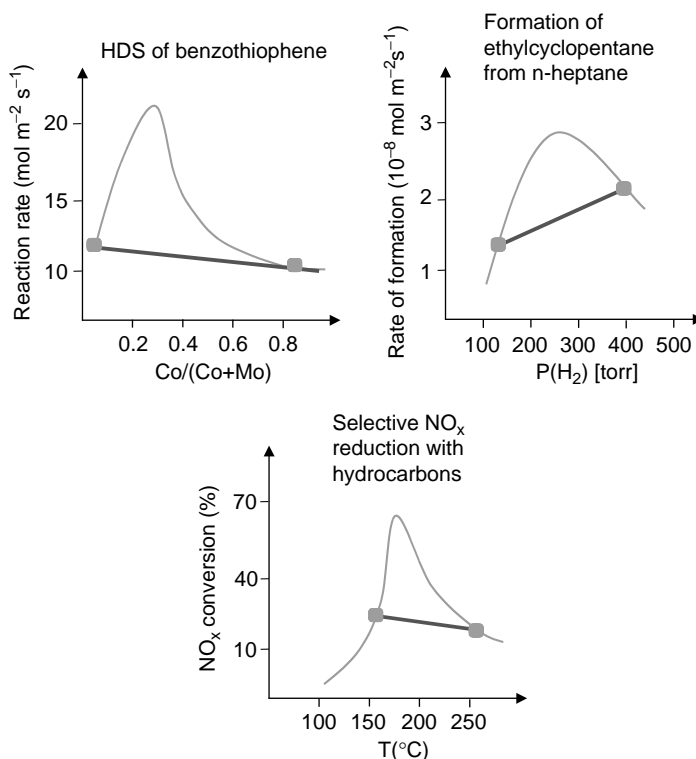 HDS of benzothiophene
Reaction rate (mol m⁻² s⁻¹)
20
15
10
0.2 0.4 0.6 0.8
Co/(Co+Mo)
Formation of
ethylcyclopentane
from n-heptane
Rate of formation (10⁻⁸ mol m⁻²s⁻¹)
3
2
1
100 200 300 400 500
P(H₂) [torr]
Selective NOₓ
reduction with
hydrocarbons
NOₓ conversion (%)
70
40
10
100 150 200 250
T(°C)